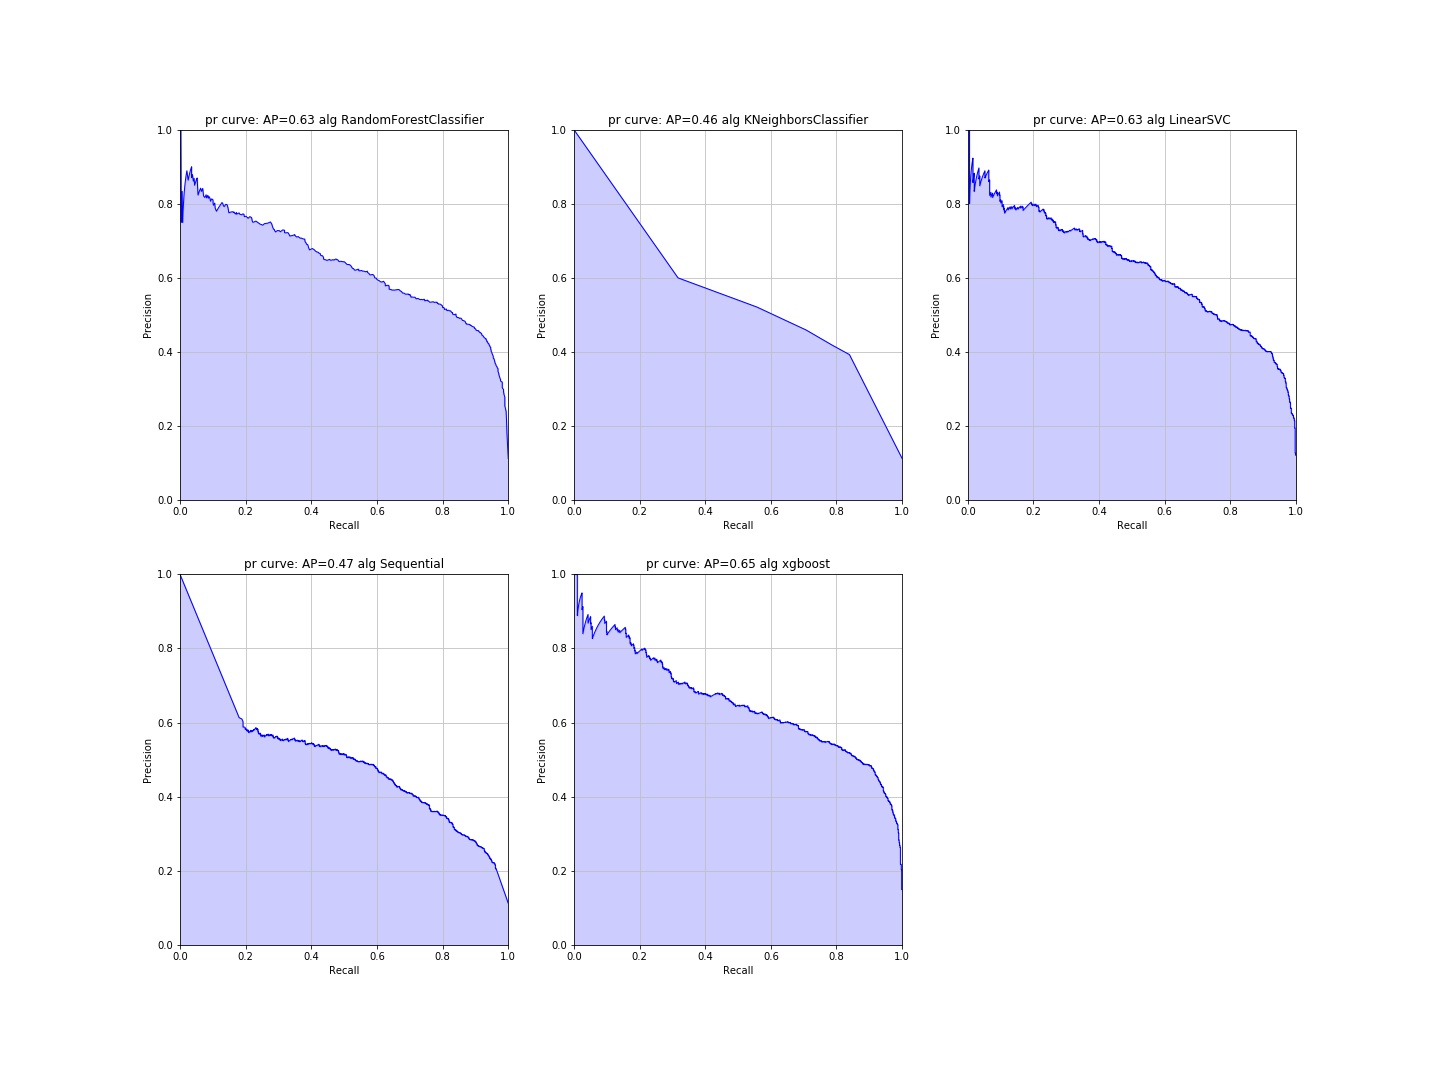 pr curve: AP=0.63 alg RandomForestClassifier
1.0
0.8
0.6
0.4
0.2
0.0
Precision
0.0 0.2 0.4 0.6 0.8 1.0
Recall
pr curve: AP=0.46 alg KNeighborsClassifier
1.0
0.8
0.6
0.4
0.2
0.0
Precision
0.0 0.2 0.4 0.6 0.8 1.0
Recall
pr curve: AP=0.63 alg LinearSVC
1.0
0.8
0.6
0.4
0.2
0.0
Precision
0.0 0.2 0.4 0.6 0.8 1.0
Recall
pr curve: AP=0.47 alg Sequential
1.0
0.8
0.6
0.4
0.2
0.0
Precision
0.0 0.2 0.4 0.6 0.8 1.0
Recall
pr curve: AP=0.65 alg xgboost
1.0
0.8
0.6
0.4
0.2
0.0
Precision
0.0 0.2 0.4 0.6 0.8 1.0
Recall